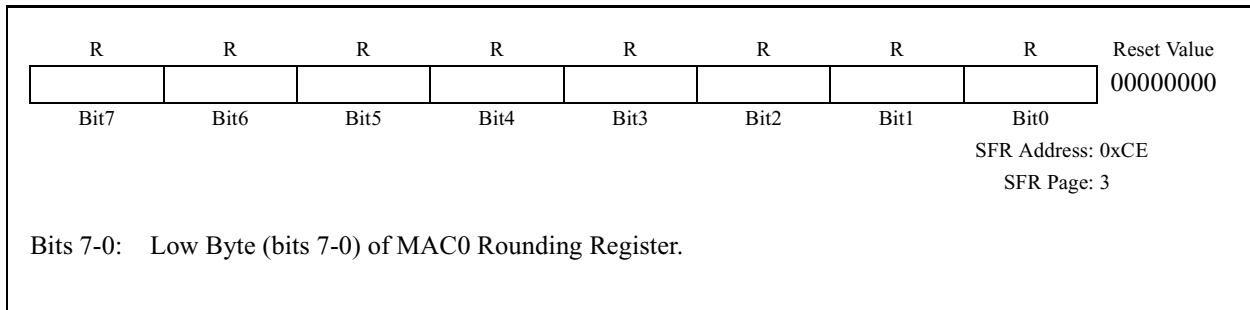 R R R R R R R R Reset Value
00000000
Bit7 Bit6 Bit5 Bit4 Bit3 Bit2 Bit1 Bit0
SFR Address: 0xCE
SFR Page: 3
Bits 7-0: Low Byte (bits 7-0) of MAC0 Rounding Register.